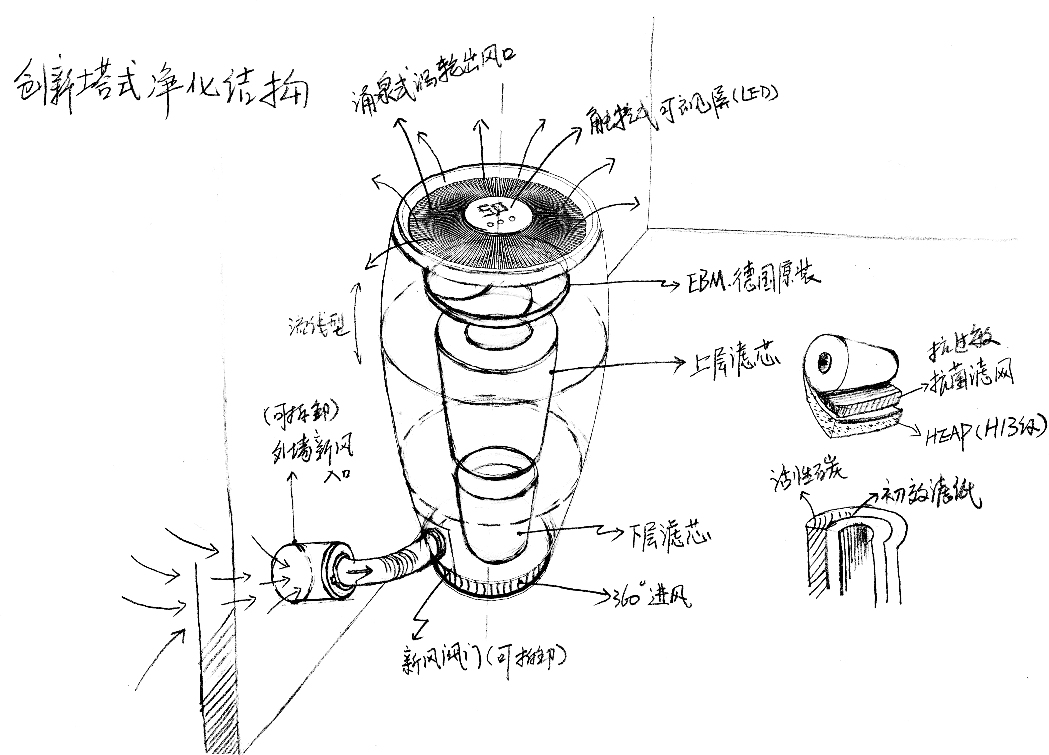 创新塔式净化结构
涌泉式涡轮出风口
触控式可视屏(LED)
50
EBM.德国原装
流线型
上层滤芯
抗过敏
抗菌滤网
HEAP(H13级)
(可拆卸)
外墙新风
入口
活性碳
初效滤纸
下层滤芯
360°进风
新风阀门(可拆卸)